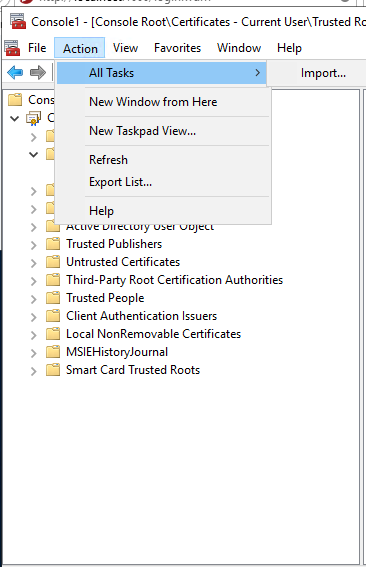 Console1 - [Console Root\Certificates - Current User\Trusted Ro
File Action View Favorites Window Help
All Tasks
Import...
New Window from Here
New Taskpad View...
Refresh
Export List...
Help
Cons
C
Active Directory User Object
Trusted Publishers
Untrusted Certificates
Third-Party Root Certification Authorities
Trusted People
Client Authentication Issuers
Local NonRemovable Certificates
MSIEHistoryJournal
Smart Card Trusted Roots